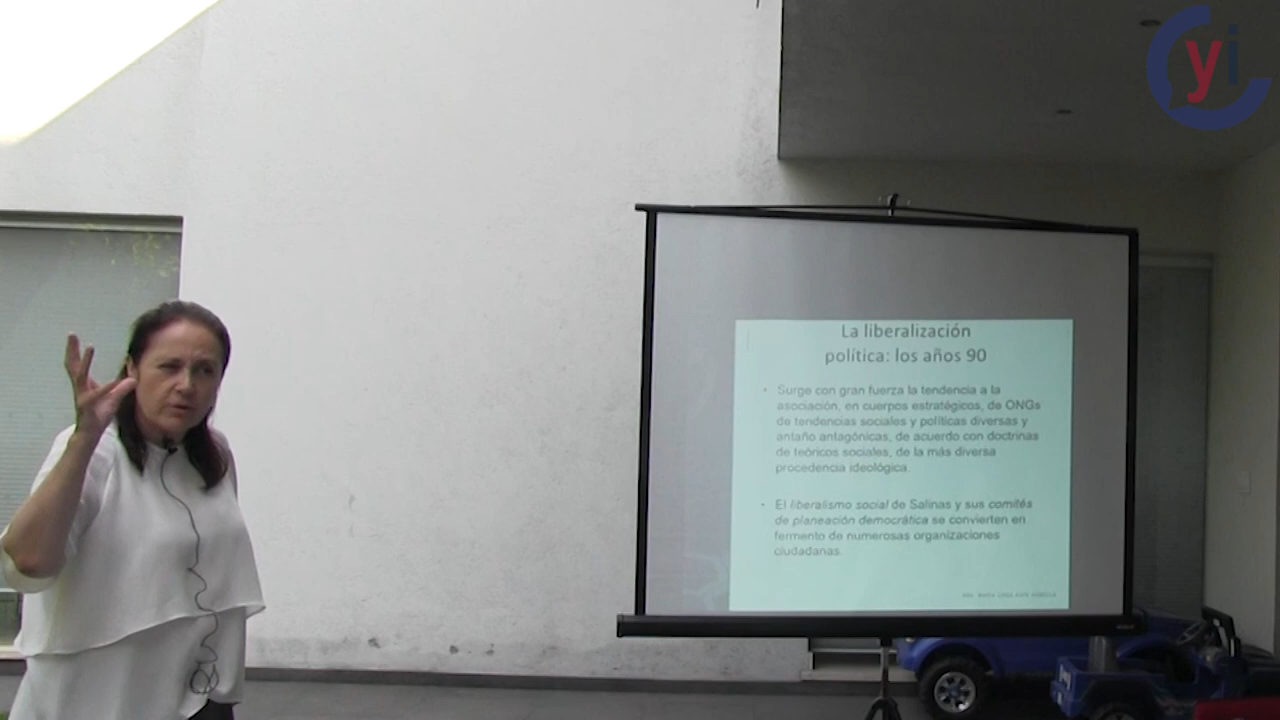 yi
La liberalización
política: los años 90
• Surge con gran fuerza la tendencia a la
asociación, en cuerpos estratégicos, de ONGs
de tendencias sociales y políticas diversas y
antaño antagónicas, de acuerdo con doctrinas
de teóricos sociales, de la más diversa
procedencia ideológica.
• El liberalismo social de Salinas y sus comités
de planeación democrática se convierten en
fermento de numerosas organizaciones
ciudadanas.